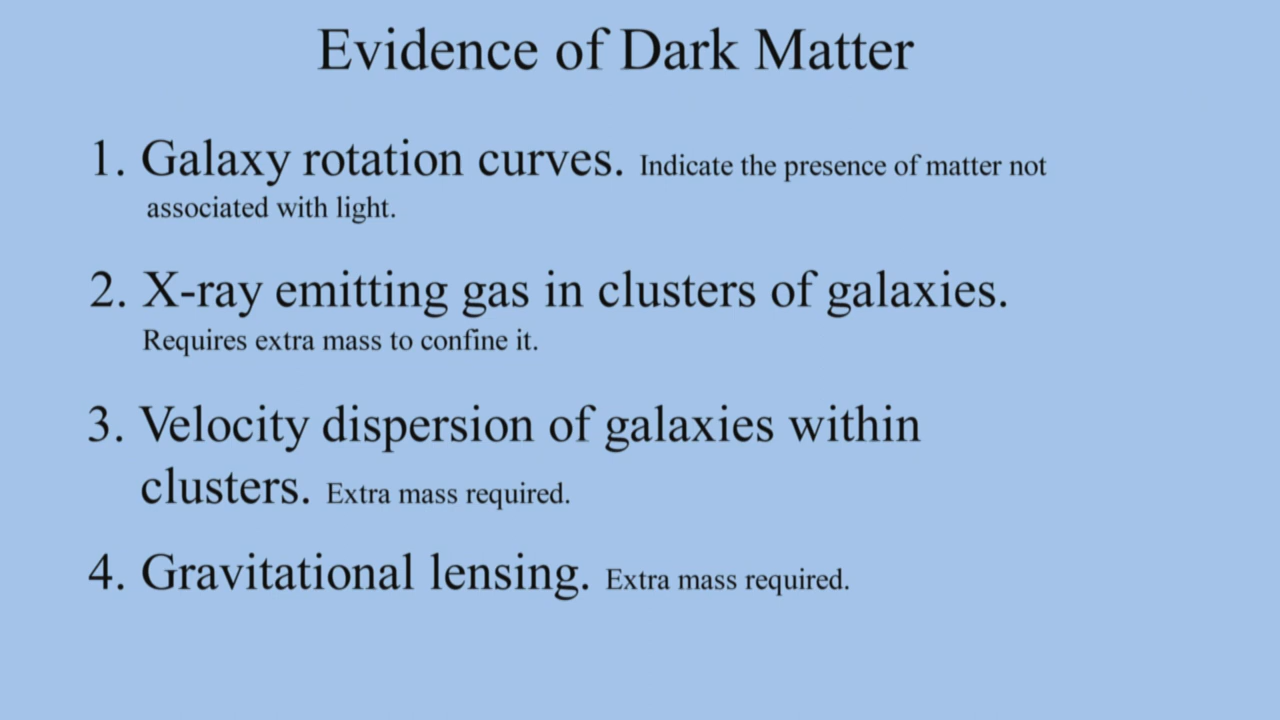 Evidence of Dark Matter
1. Galaxy rotation curves. Indicate the presence of matter not
associated with light.
2. X-ray emitting gas in clusters of galaxies.
Requires extra mass to confine it.
3. Velocity dispersion of galaxies within
clusters. Extra mass required.
4. Gravitational lensing. Extra mass required.